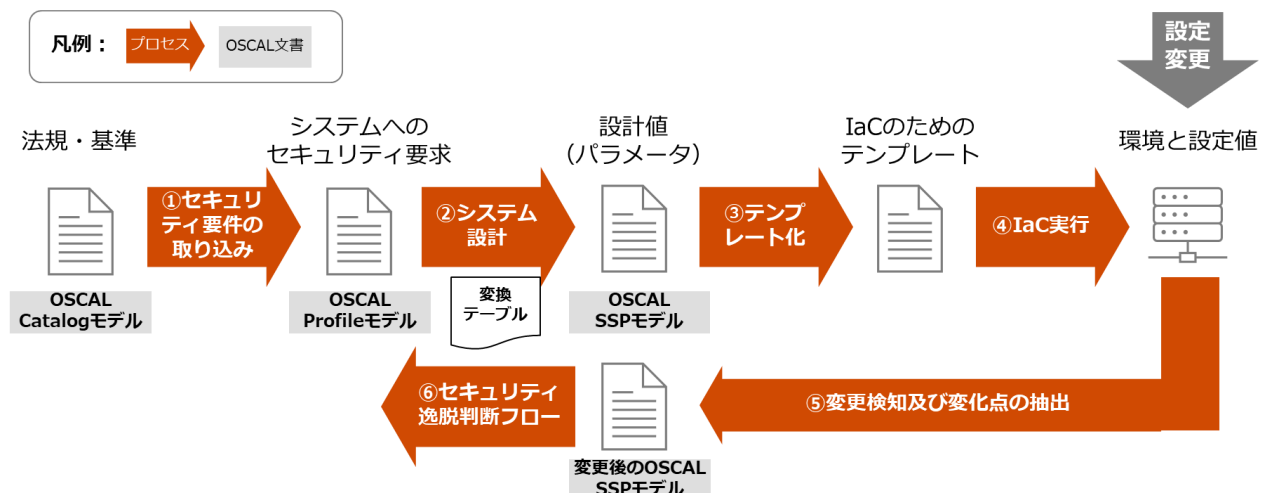 凡例：
プロセス
OSCAL文書
設定
変更
法規・基準
システムへの
セキュリティ要求
設計値
（パラメータ）
IaCのための
テンプレート
環境と設定値
①セキュリ
ティ要件の
取り込み
②システム
設計
③テンプ
レート化
④IaC実行
OSCAL
Catalogモデル
OSCAL
Profileモデル
変換
テーブル
OSCAL
SSPモデル
⑥セキュリティ
逸脱判断フロー
⑤変更検知及び変化点の抽出
変更後のOSCAL
SSPモデル